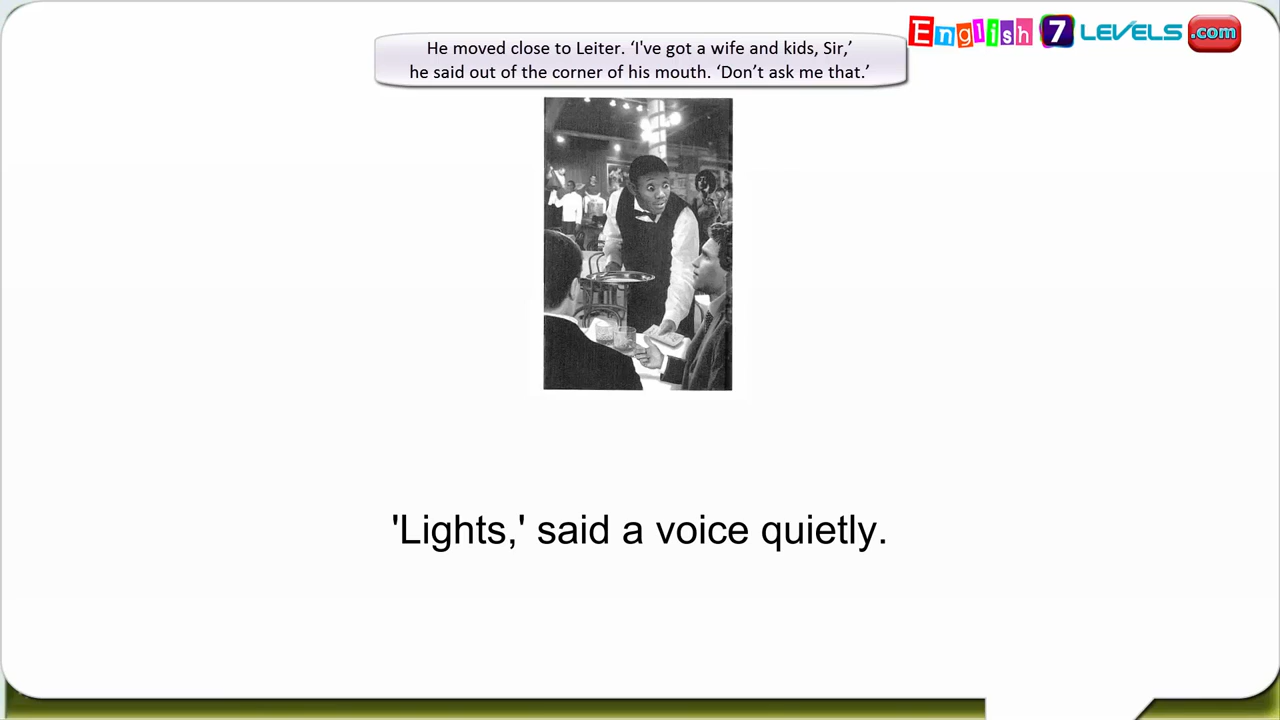 He moved close to Leiter. ‘I've got a wife and kids, Sir,’
he said out of the corner of his mouth. ‘Don’t ask me that.’
English 7 LEVELS .com
'Lights,' said a voice quietly.